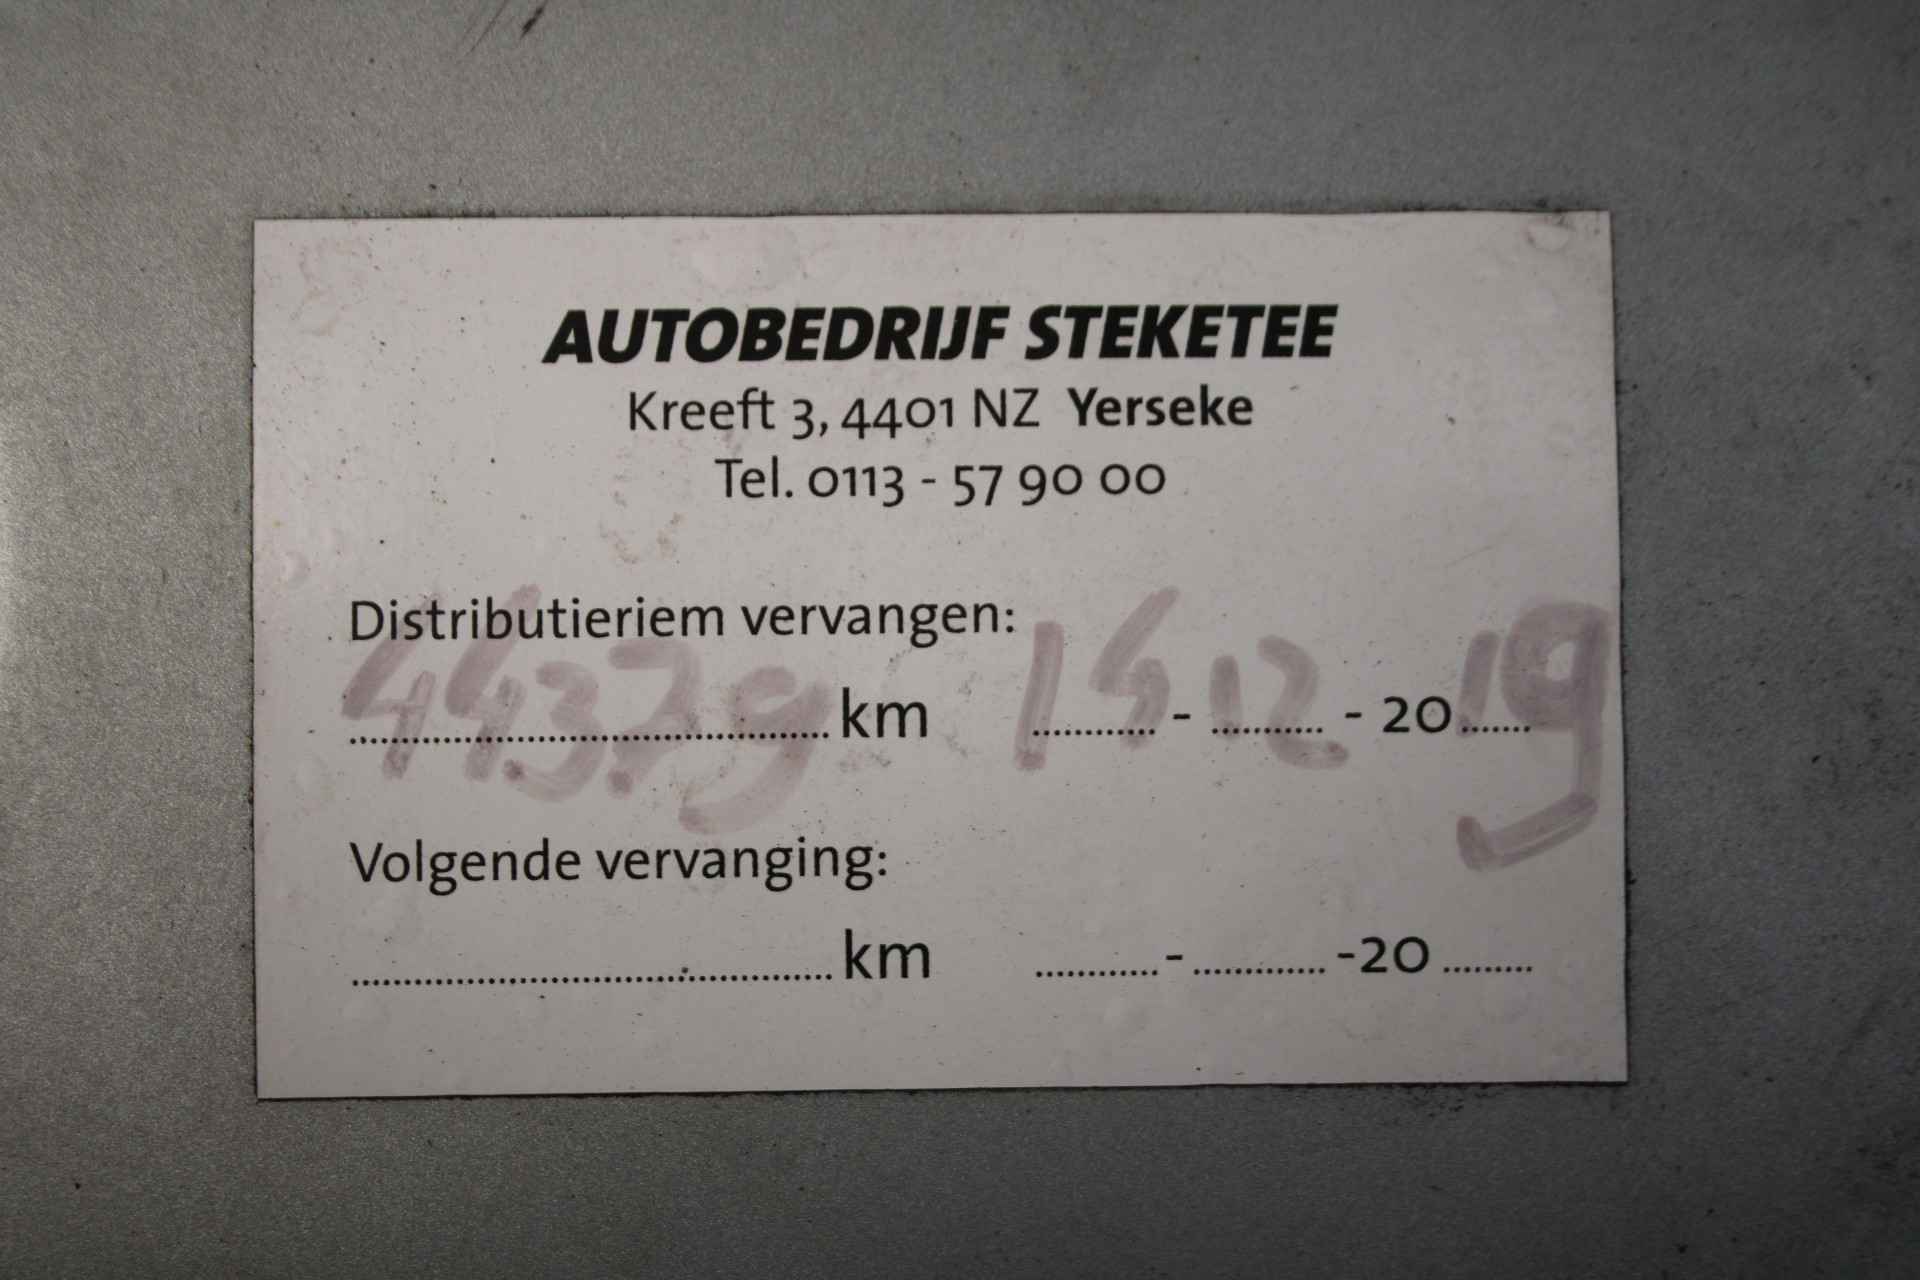 AUTOBEDRIJF STEKETEE
Kreeft 3, 4401 NZ Yerseke
Tel. 0113 - 57 90 00
Distributieriem vervangen:
44379 km 14 - 12 - 2019
Volgende vervanging:
.......... km .......... - .......... -20 ..........